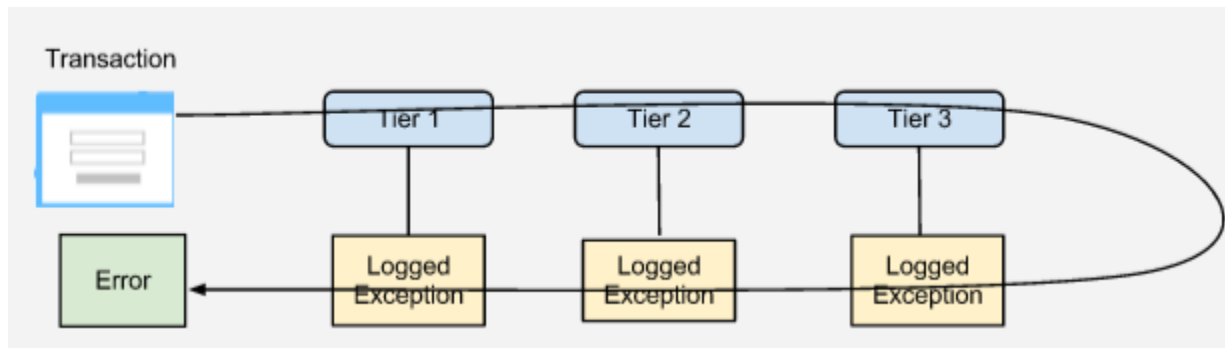 Transaction
Tier 1
Tier 2
Tier 3
Error
Logged
Exception
Logged
Exception
Logged
Exception